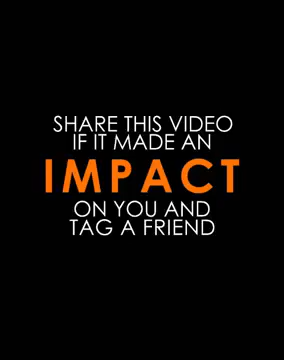 SHARE THIS VIDEO
IF IT MADE AN
IMPACT
ON YOU AND
TAG A FRIEND